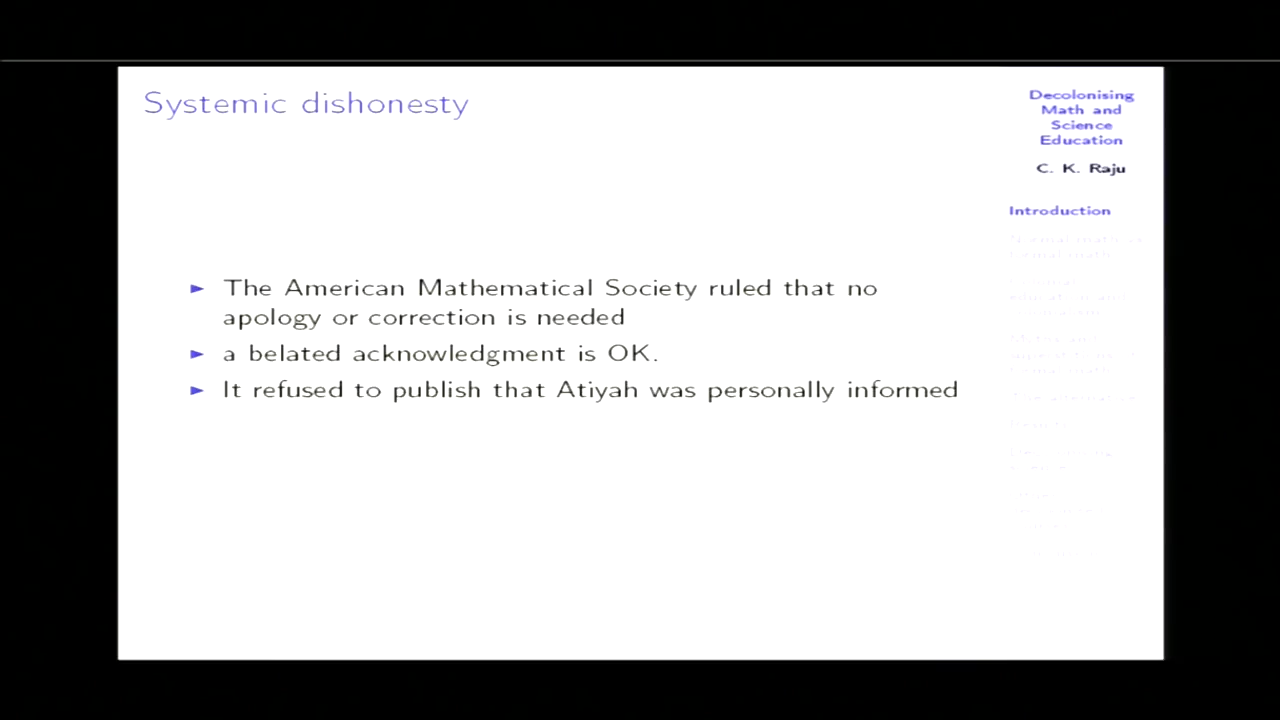 Systemic dishonesty
► The American Mathematical Society ruled that no
apology or correction is needed
► a belated acknowledgment is OK.
► It refused to publish that Atiyah was personally informed
Decolonising
Math and
Science
Education
C. K. Raju
Introduction